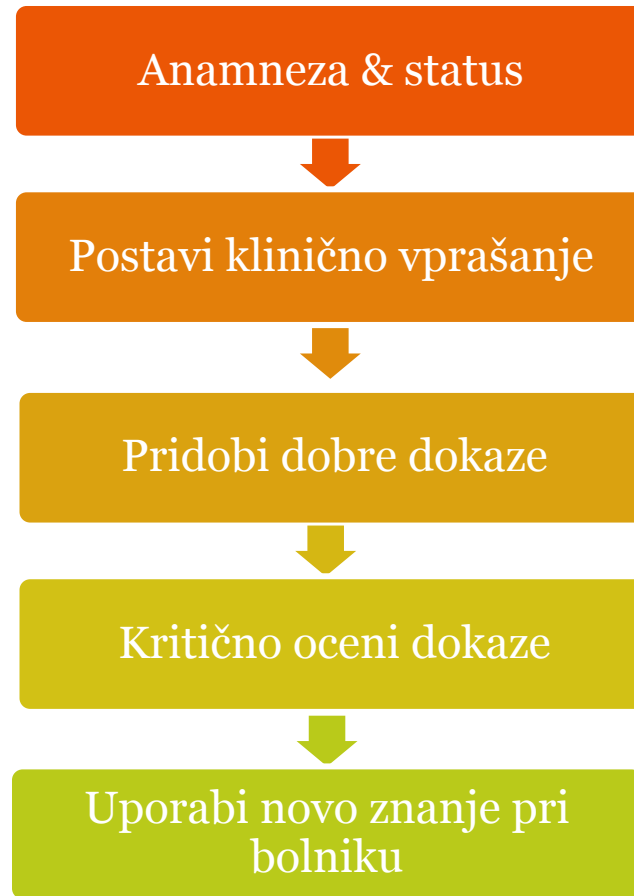 Anamneza & status
Postavi klinično vprašanje
Pridobi dobre dokaze
Kritično oceni dokaze
Uporabi novo znanje pri
bolniku